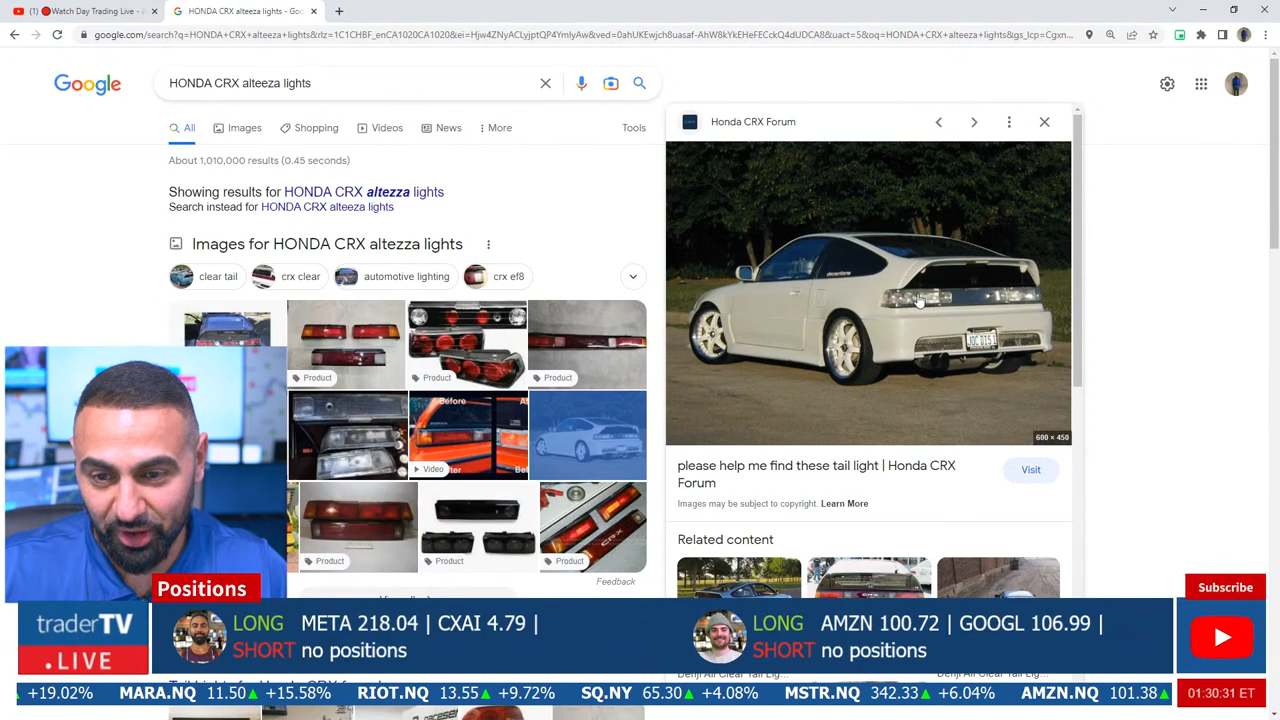 (1) 🔴Watch Day Trading Live -
HONDA CRX alteeza lights - Goo
google.com/search?q=HONDA+CRX+alteeza+lights&rlz=1C1CHBF_enCA1020CA1020&ei=
Google
HONDA CRX alteeza lights
All
Images
Shopping
Videos
News
More
Tools
About 1,010,000 results (0.45 seconds)
Showing results for HONDA CRX altezza lights
Search instead for HONDA CRX alteeza lights
Images for HONDA CRX altezza lights
clear tail
crx clear
automotive lighting
crx ef8
Product
Product
Product
Before
Video
Product
Product
Product
CRX
Feedback
Honda CRX Forum
600 × 450
please help me find these tail light | Honda CRX
Forum
Visit
Images may be subject to copyright. Learn More
Related content
Positions
Subscribe
traderTV
.LIVE
LONG META 218.04 | CXAI 4.79 |
SHORT no positions
LONG AMZN 100.72 | GOOGL 106.99 |
SHORT no positions
+19.02% MARA.NQ 11.50▲ +15.58% RIOT.NQ 13.55▲ +9.72% SQ.NY 65.30▲ +4.08% MSTR.NQ 342.33▲ +6.04% AMZN.NQ 101.38▲
01:30:31 ET